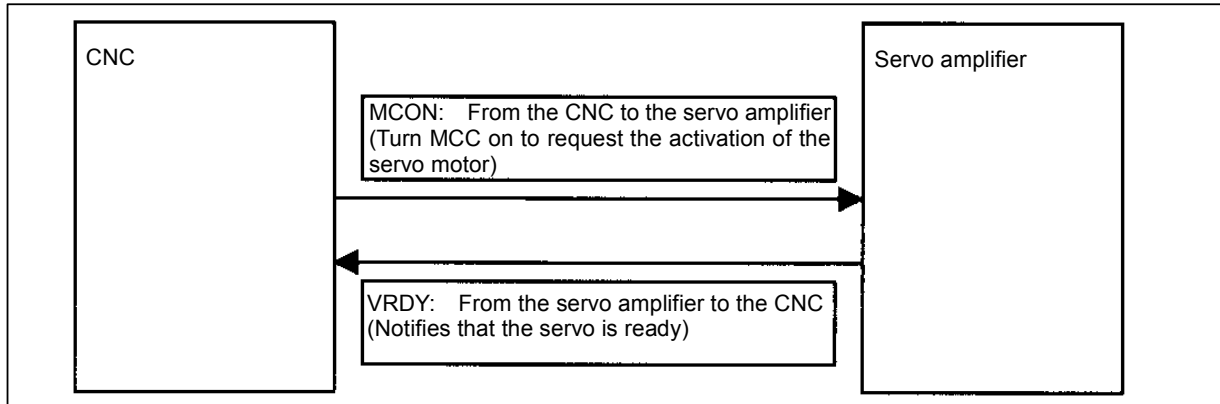 CNC
Servo amplifier
MCON: From the CNC to the servo amplifier
(Turn MCC on to request the activation of the
servo motor)
VRDY: From the servo amplifier to the CNC
(Notifies that the servo is ready)